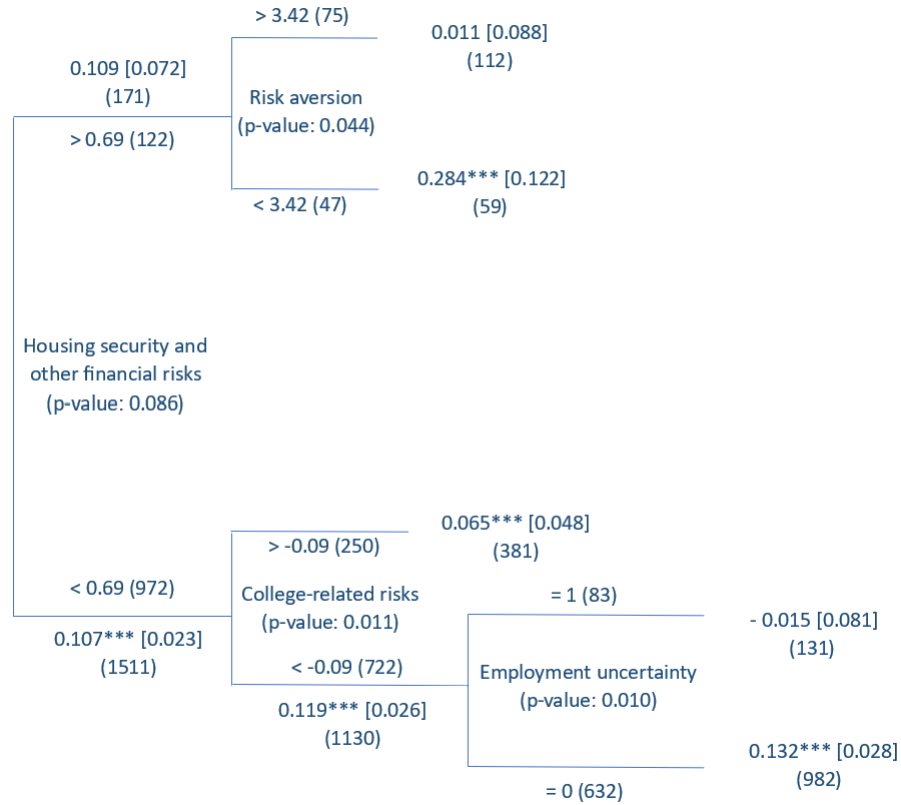 > 3.42 (75)
0.011 [0.088]
(112)
0.109 [0.072]
(171)
Risk aversion
(p-value: 0.044)
> 0.69 (122)
0.284*** [0.122]
(59)
< 3.42 (47)
Housing security and
other financial risks
(p-value: 0.086)
0.065*** [0.048]
(381)
> -0.09 (250)
< 0.69 (972)
College-related risks
(p-value: 0.011)
= 1 (83)
- 0.015 [0.081]
(131)
0.107*** [0.023]
(1511)
< -0.09 (722)
Employment uncertainty
(p-value: 0.010)
0.119*** [0.026]
(1130)
0.132*** [0.028]
(982)
= 0 (632)